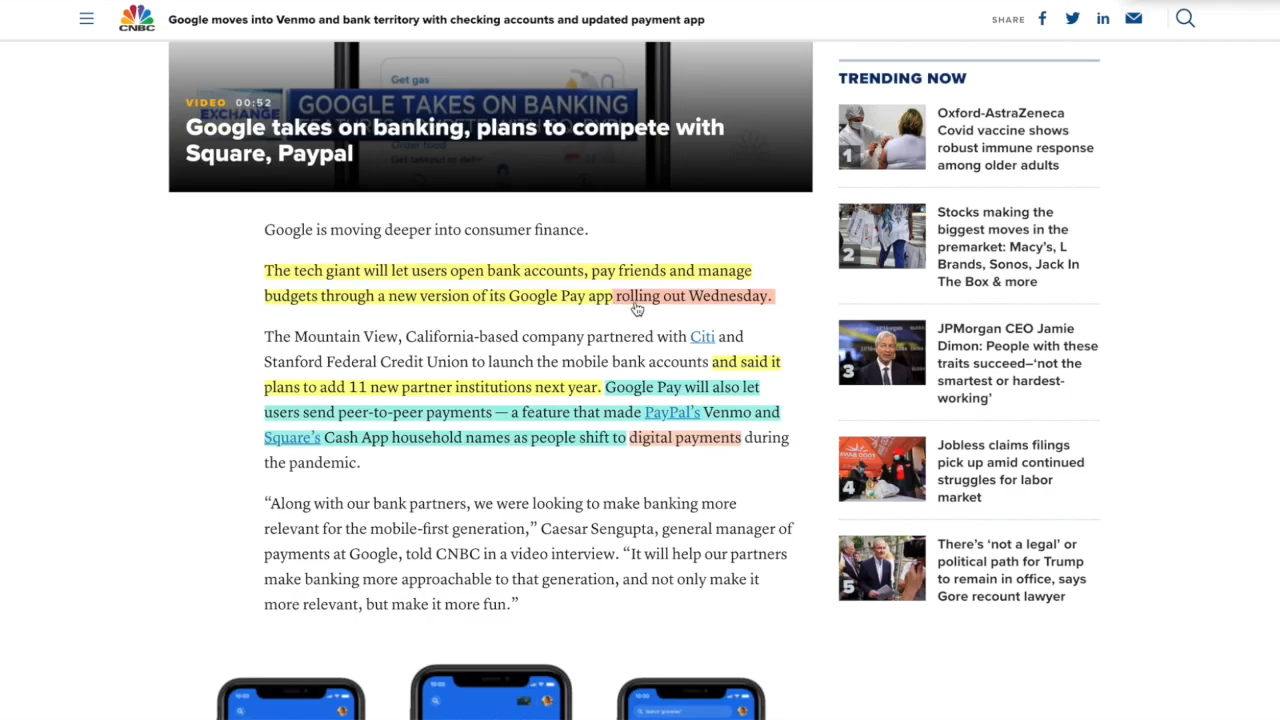 CNBC
Google moves into Venmo and bank territory with checking accounts and updated payment app
SHARE
Get gas
VIDEO 00:52
EXCHANGE
GOOGLE TAKES ON BANKING
Google takes on banking, plans to compete with
Square, Paypal
Google is moving deeper into consumer finance.
The tech giant will let users open bank accounts, pay friends and manage
budgets through a new version of its Google Pay app rolling out Wednesday.
The Mountain View, California-based company partnered with Citi and
Stanford Federal Credit Union to launch the mobile bank accounts and said it
plans to add 11 new partner institutions next year. Google Pay will also let
users send peer-to-peer payments — a feature that made PayPal’s Venmo and
Square’s Cash App household names as people shift to digital payments during
the pandemic.
“Along with our bank partners, we were looking to make banking more
relevant for the mobile-first generation,” Caesar Sengupta, general manager of
payments at Google, told CNBC in a video interview. “It will help our partners
make banking more approachable to that generation, and not only make it
more relevant, but make it more fun.”
TRENDING NOW
1
Oxford-AstraZeneca
Covid vaccine shows
robust immune response
among older adults
2
Stocks making the
biggest moves in the
premarket: Macy’s, L
Brands, Sonos, Jack In
The Box & more
3
JPMorgan CEO Jamie
Dimon: People with these
traits succeed–‘not the
smartest or hardest-
working’
4
Jobless claims filings
pick up amid continued
struggles for labor
market
5
There’s ‘not a legal’ or
political path for Trump
to remain in office, says
Gore recount lawyer